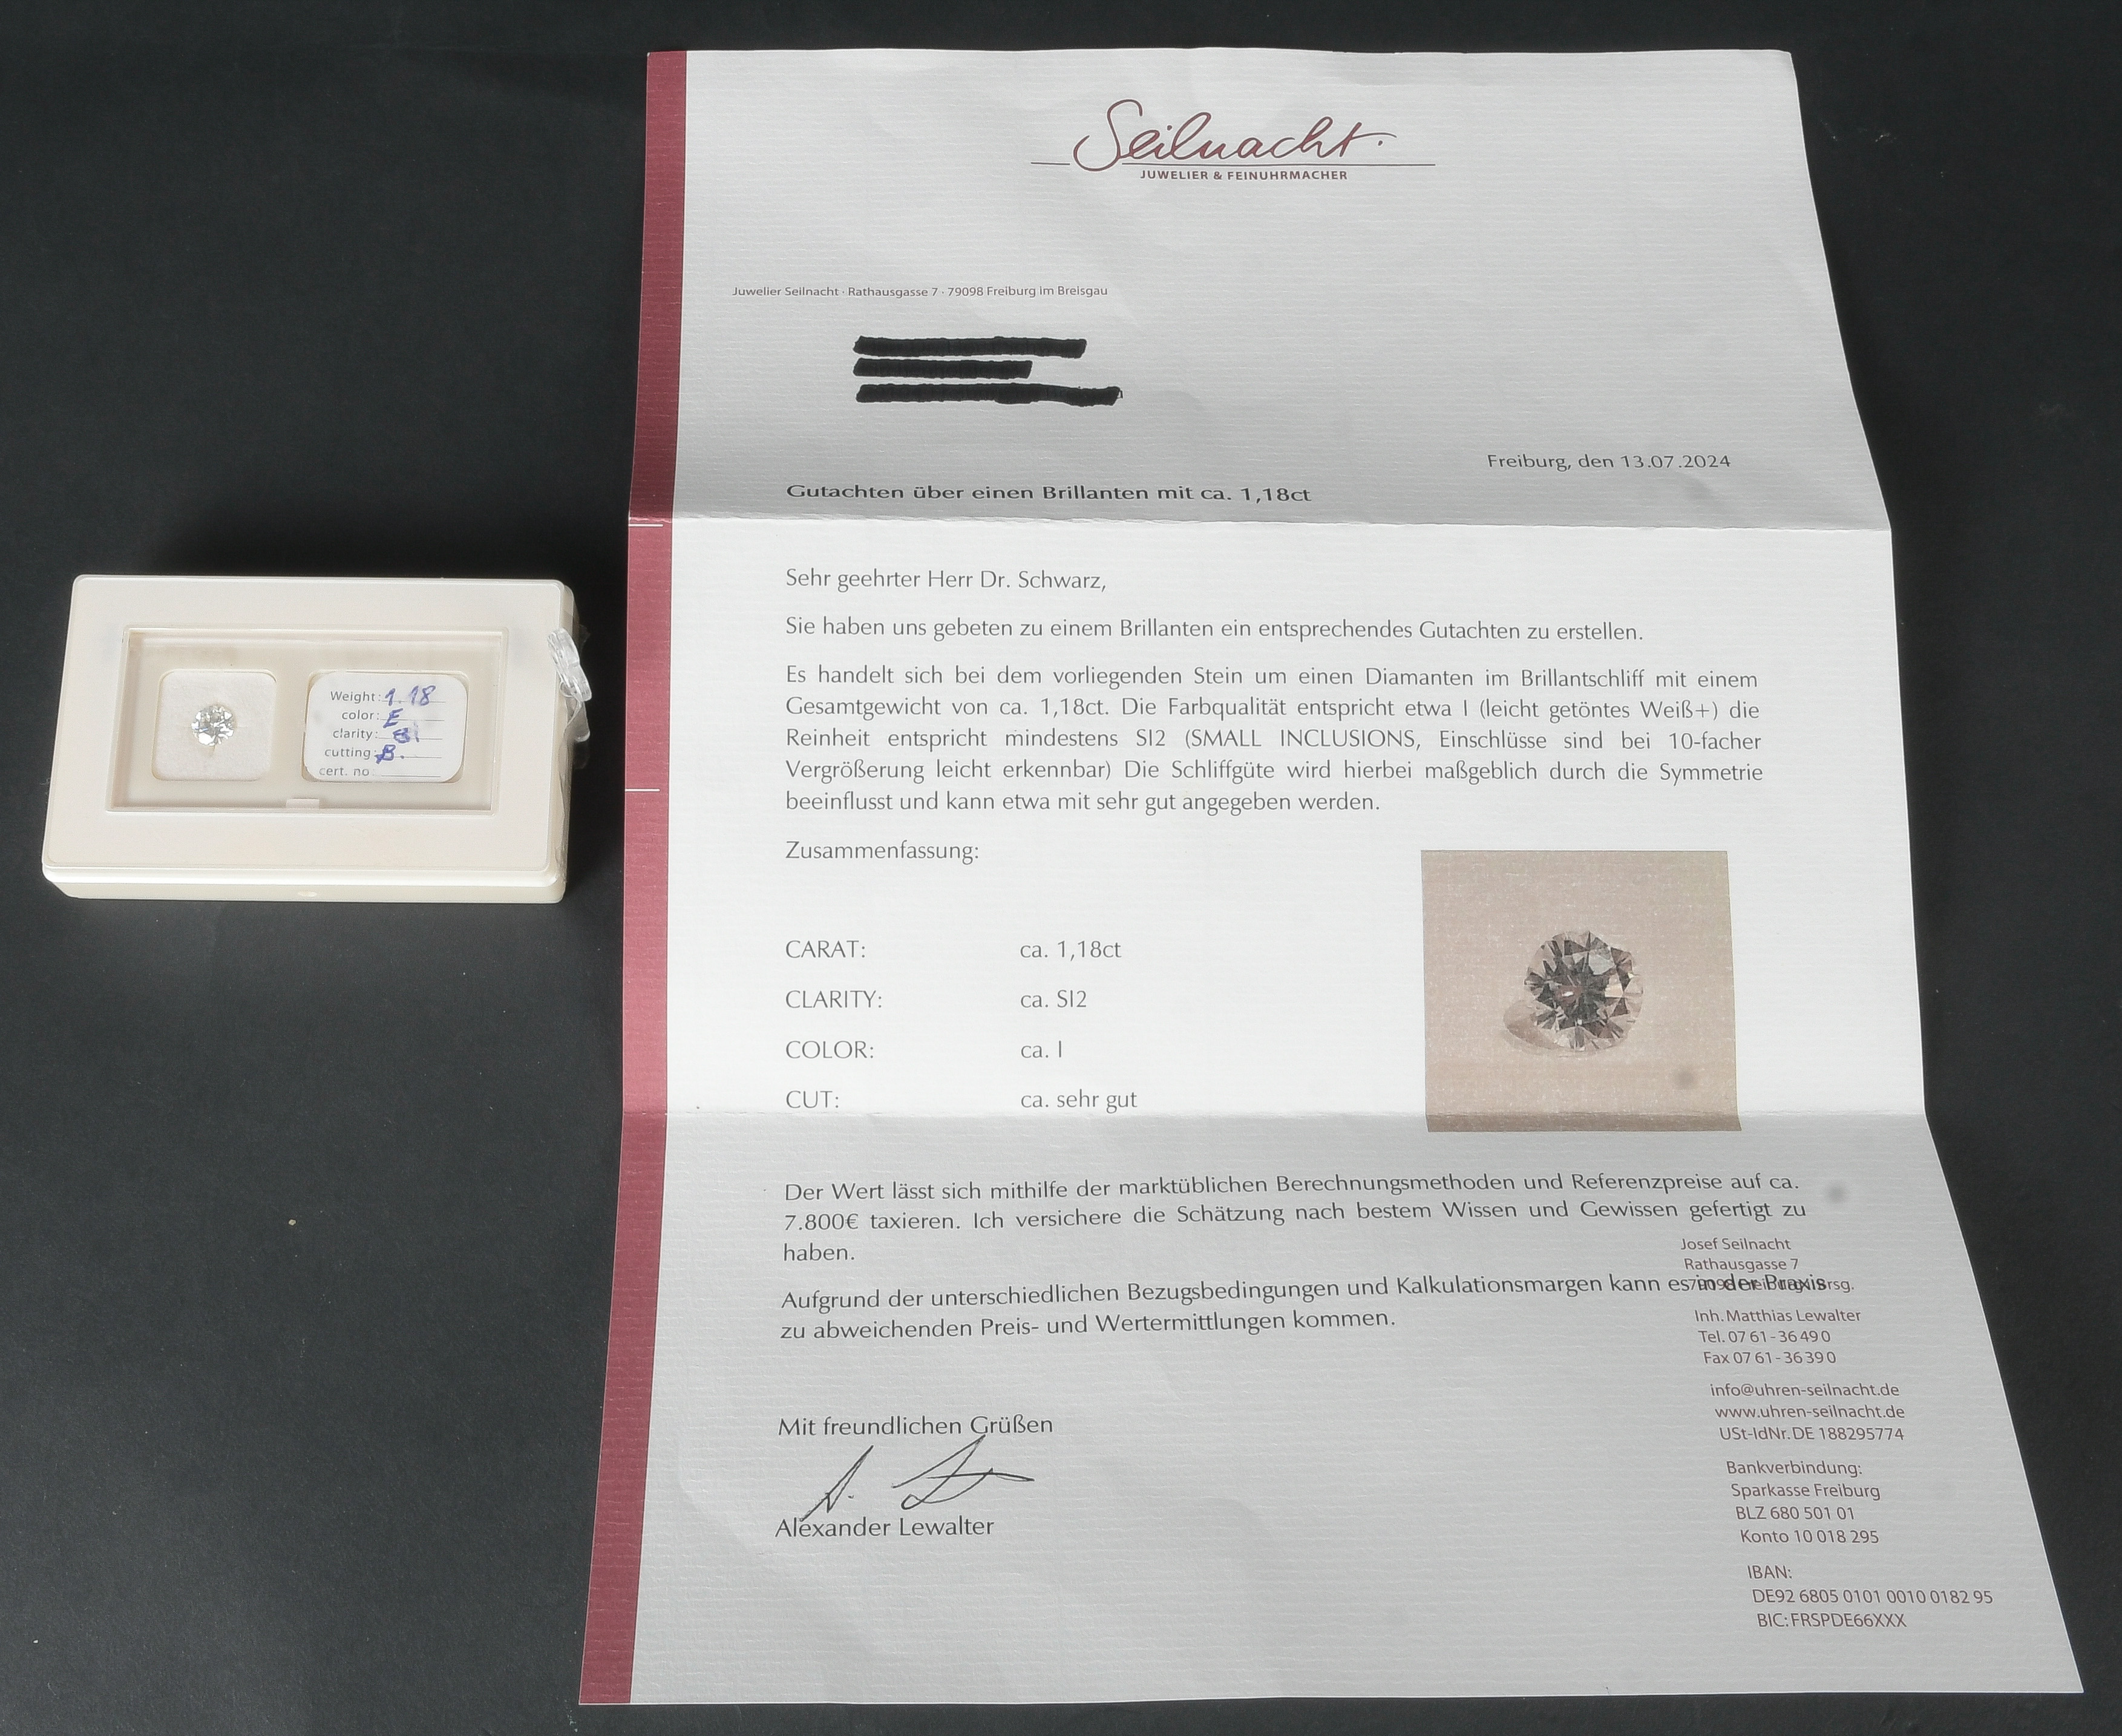 Seilnacht.
JUWELIER & FEINUHRMACHER
Juwelier Seilnacht · Rathausgasse 7 · 79098 Freiburg im Breisgau
Freiburg, den 13.07.2024
Gutachten über einen Brillanten mit ca. 1,18ct
Sehr geehrter Herr Dr. Schwarz,
Sie haben uns gebeten zu einem Brillanten ein entsprechendes Gutachten zu erstellen.
Es handelt sich bei dem vorliegenden Stein um einen Diamanten im Brillantschliff mit einem
Gesamtgewicht von ca. 1,18ct. Die Farbqualität entspricht etwa I (leicht getöntes Weiß+) die
Reinheit entspricht mindestens SI2 (SMALL INCLUSIONS, Einschlüsse sind bei 10-facher
Vergrößerung leicht erkennbar) Die Schliffgüte wird hierbei maßgeblich durch die Symmetrie
beeinflusst und kann etwa mit sehr gut angegeben werden.
Zusammenfassung:
CARAT: ca. 1,18ct
CLARITY: ca. SI2
COLOR: ca. I
CUT: ca. sehr gut
Der Wert lässt sich mithilfe der marktüblichen Berechnungsmethoden und Referenzpreise auf ca.
7.800€ taxieren. Ich versichere die Schätzung nach bestem Wissen und Gewissen gefertigt zu
haben.
Aufgrund der unterschiedlichen Bezugsbedingungen und Kalkulationsmargen kann es in der Praxis
zu abweichenden Preis- und Wertermittlungen kommen.
Mit freundlichen Grüßen
Alexander Lewalter
Josef Seilnacht
Rathausgasse 7
Inh. Matthias Lewalter
Tel. 07 61 - 3 64 90
Fax 07 61 - 3 63 90
info@uhren-seilnacht.de
www.uhren-seilnacht.de
USt-IdNr. DE 188295774
Bankverbindung:
Sparkasse Freiburg
BLZ 680 501 01
Konto 10 018 295
IBAN:
DE92 6805 0101 0010 0182 95
BIC: FRSPDE66XXX
Weight: 1.18
color: E
clarity:
cutting: B.
cert. no